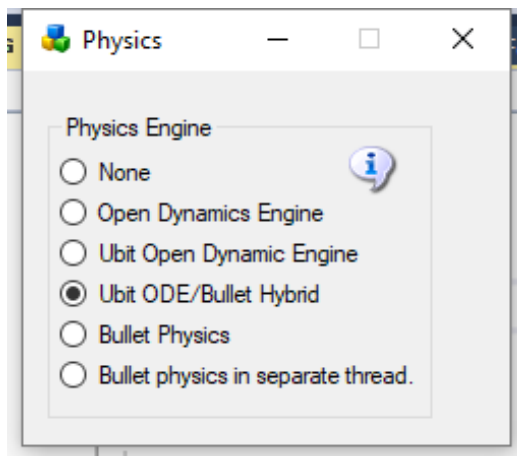 Physics
Physics Engine
None
Open Dynamics Engine
Ubit Open Dynamic Engine
Ubit ODE/Bullet Hybrid
Bullet Physics
Bullet physics in separate thread.